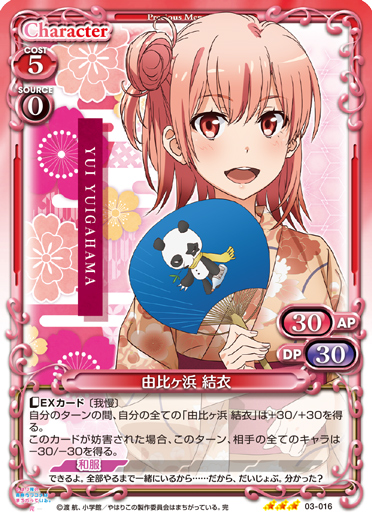 Precious Mem
Character
COST
5
SOURCE
0
YUI YUIGAHAMA
30 AP
DP 30
由比ヶ浜 結衣
EXカード〔我慢〕
自分のターンの間、自分の全ての「由比ヶ浜 結衣」は+30/+30を得
る。
このカードが妨害された場合、このターン、相手の全てのキャラは
-30/-30を得る。
和服
できるよ。全部やるまで一緒にいるから……だから、だいじょぶ。分かった?
©渡 航、小学館/やはりこの製作委員会はまちがっている。完
03-016